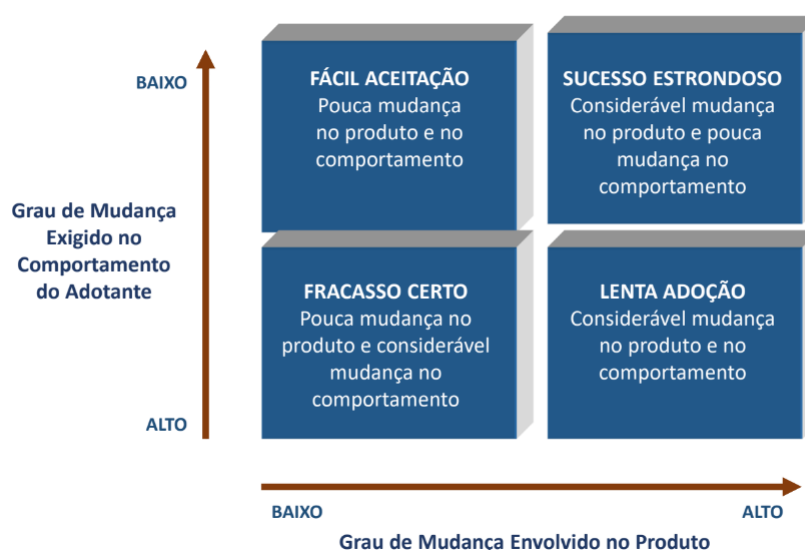 BAIXO
FÁCIL ACEITAÇÃO
Pouca mudança
no produto e no
comportamento
SUCESSO ESTRONDOSO
Considerável mudança
no produto e pouca
mudança no
comportamento
Grau de Mudança
Exigido no
Comportamento
do Adotante
FRACASSO CERTO
Pouca mudança no
produto e considerável
mudança no
comportamento
LENTA ADOÇÃO
Considerável mudança
no produto e no
comportamento
ALTO
BAIXO
ALTO
Grau de Mudança Envolvido no Produto